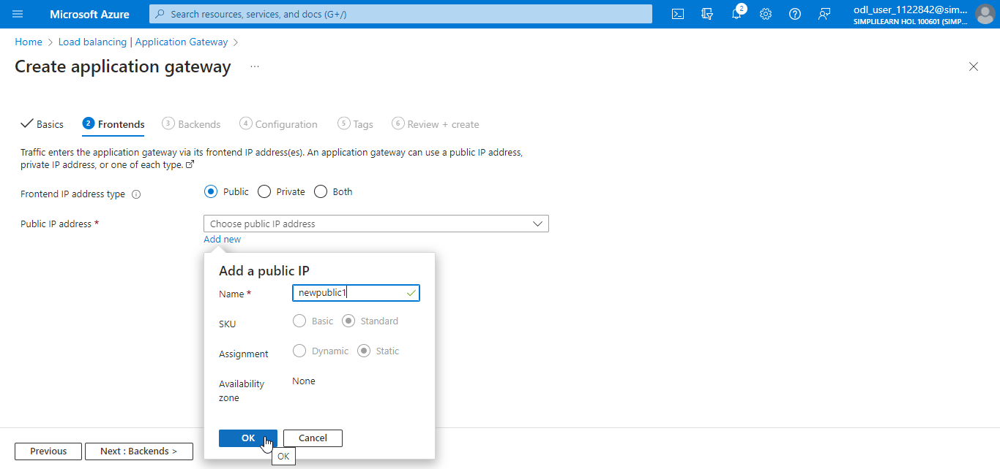 Microsoft Azure
Search resources, services, and docs (G+/)
2
odl_user_1122842@sim...
SIMPLILEARN HOL 100601 (SIMP...
Home > Load balancing | Application Gateway >
Create application gateway ...
Basics
2 Frontends
3 Backends
4 Configuration
5 Tags
6 Review + create
Traffic enters the application gateway via its frontend IP address(es). An application gateway can use a public IP address,
private IP address, or one of each type.
Frontend IP address type
Public
Private
Both
Public IP address *
Choose public IP address
Add new
Add a public IP
Name *
newpublic1
SKU
Basic
Standard
Assignment
Dynamic
Static
Availability
zone
None
OK
Cancel
OK
Previous
Next : Backends >